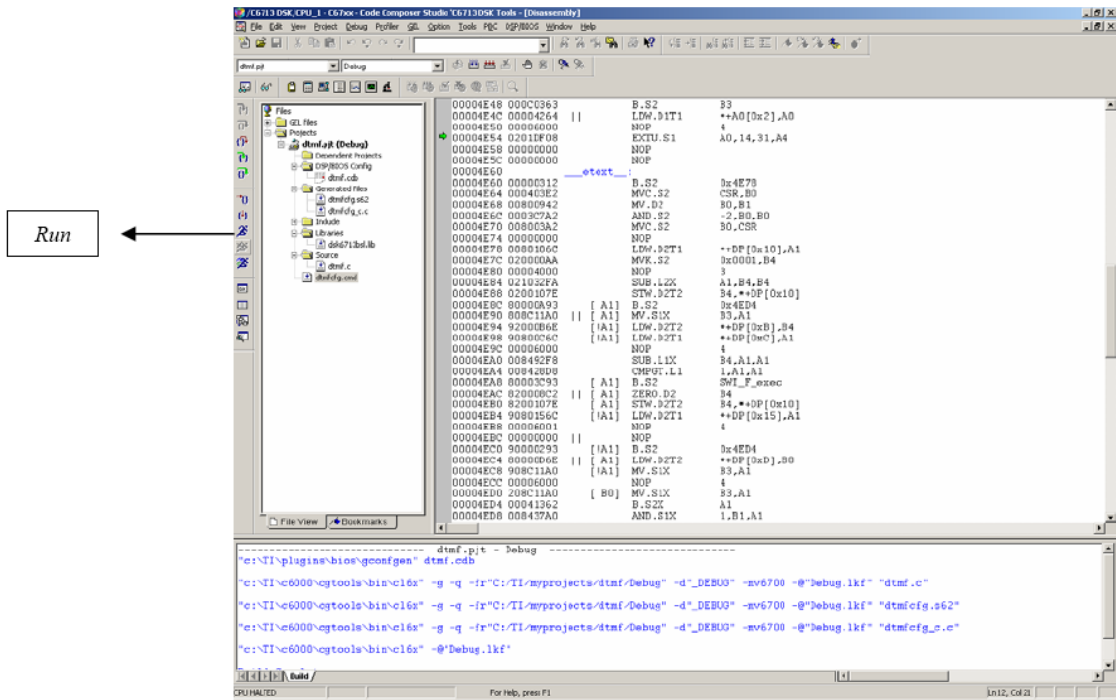 /C6713 DSK/CPU_1 - C67xx - Code Composer Studio 'C6713 DSK Tools - [Disassembly]
File Edit View Project Debug Profiler GEL Option Tools PBC DSP/BIOS Window Help
dtmf.pjt Debug
Run
Files
GEL files
Projects
dtmf.pjt (Debug)
Dependent Projects
DSP/BIOS Config
dtmf.cdb
Generated Files
dtmfcfg.s62
dtmfcfg_c.c
Include
Libraries
dsk6713bsl.lib
Source
dtmf.c
dtmfcfg.cmd
File View Bookmarks
00004E48 000C0363 B.S2 B3
00004E4C 00004264 || LDW.D1T1 *+A0[0x2],A0
00004E50 00006000 NOP 4
00004E54 0201DF08 EXTU.S1 A0,14,31,A4
00004E58 00000000 NOP
00004E5C 00000000 NOP
00004E60 ___etext__:
00004E60 00000312 B.S2 0x4E78
00004E64 000403E2 MVC.S2 CSR,B0
00004E68 00800942 MV.D2 B0,B1
00004E6C 0003C7A2 AND.S2 -2,B0,B0
00004E70 008003A2 MVC.S2 B0,CSR
00004E74 00000000 NOP
00004E78 0080106C LDW.D2T1 *+DP[0x10],A1
00004E7C 020000AA MVK.S2 0x0001,B4
00004E80 00004000 NOP 3
00004E84 021032FA SUB.L2X A1,B4,B4
00004E88 0200107E STW.D2T2 B4,*+DP[0x10]
00004E8C 80000A93 [ A1] B.S2 0x4ED4
00004E90 808C11A0 || [ A1] MV.S1X B3,A1
00004E94 92000B6E [!A1] LDW.D2T2 *+DP[0xB],B4
00004E98 90800C6C [!A1] LDW.D2T1 *+DP[0xC],A1
00004E9C 00006000 NOP 4
00004EA0 008492F8 SUB.L1X B4,A1,A1
00004EA4 008428D8 CMPGT.L1 1,A1,A1
00004EA8 80003C93 [ A1] B.S2 SWI_F_exec
00004EAC 820008C2 || [ A1] ZERO.D2 B4
00004EB0 8200107E [ A1] STW.D2T2 B4,*+DP[0x10]
00004EB4 9080156C [!A1] LDW.D2T1 *+DP[0x15],A1
00004EB8 00006001 NOP 4
00004EBC 00000000 || NOP
00004EC0 90000293 [!A1] B.S2 0x4ED4
00004EC4 80000D6E || [ A1] LDW.D2T2 *+DP[0xD],B0
00004EC8 908C11A0 [!A1] MV.S1X B3,A1
00004ECC 00006000 NOP 4
00004ED0 208C11A0 [ B0] MV.S1X B3,A1
00004ED4 00041362 B.S2X A1
00004ED8 008437A0 AND.S1X 1,B1,A1
---------------------------- dtmf.pjt - Debug ----------------------------
"c:\TI\plugins\bios\gconfgen" dtmf.cdb
"c:\TI\c6000\cgtools\bin\cl6x" -g -q -fr"C:/TI/myprojects/dtmf/Debug" -d"_DEBUG" -mv6700 -@"Debug.lkf" "dtmf.c"
"c:\TI\c6000\cgtools\bin\cl6x" -g -q -fr"C:/TI/myprojects/dtmf/Debug" -d"_DEBUG" -mv6700 -@"Debug.lkf" "dtmfcfg.s62"
"c:\TI\c6000\cgtools\bin\cl6x" -g -q -fr"C:/TI/myprojects/dtmf/Debug" -d"_DEBUG" -mv6700 -@"Debug.lkf" "dtmfcfg_c.c"
"c:\TI\c6000\cgtools\bin\cl6x" -@"Debug.lkf"
Build
CPU HALTED For Help, press F1 Ln 12, Col 21